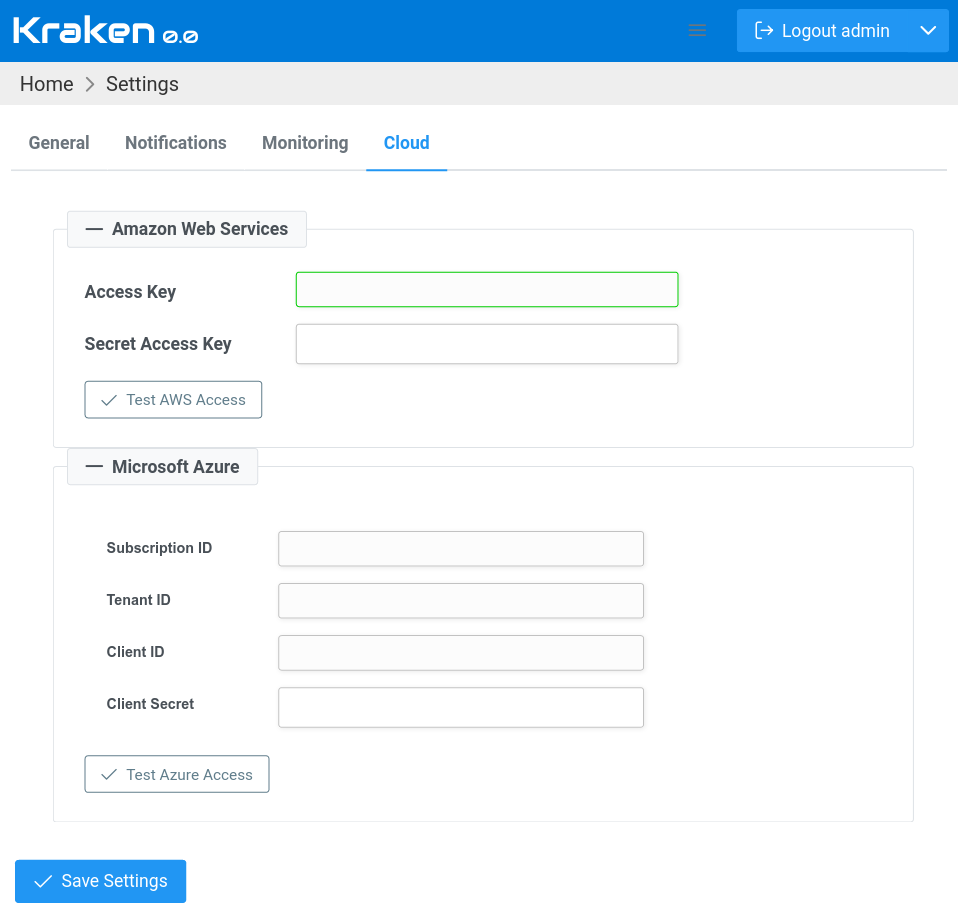 Kraken 0.0
Logout admin
Home > Settings
General Notifications Monitoring Cloud
— Amazon Web Services
Access Key
Secret Access Key
Test AWS Access
— Microsoft Azure
Subscription ID
Tenant ID
Client ID
Client Secret
Test Azure Access
Save Settings